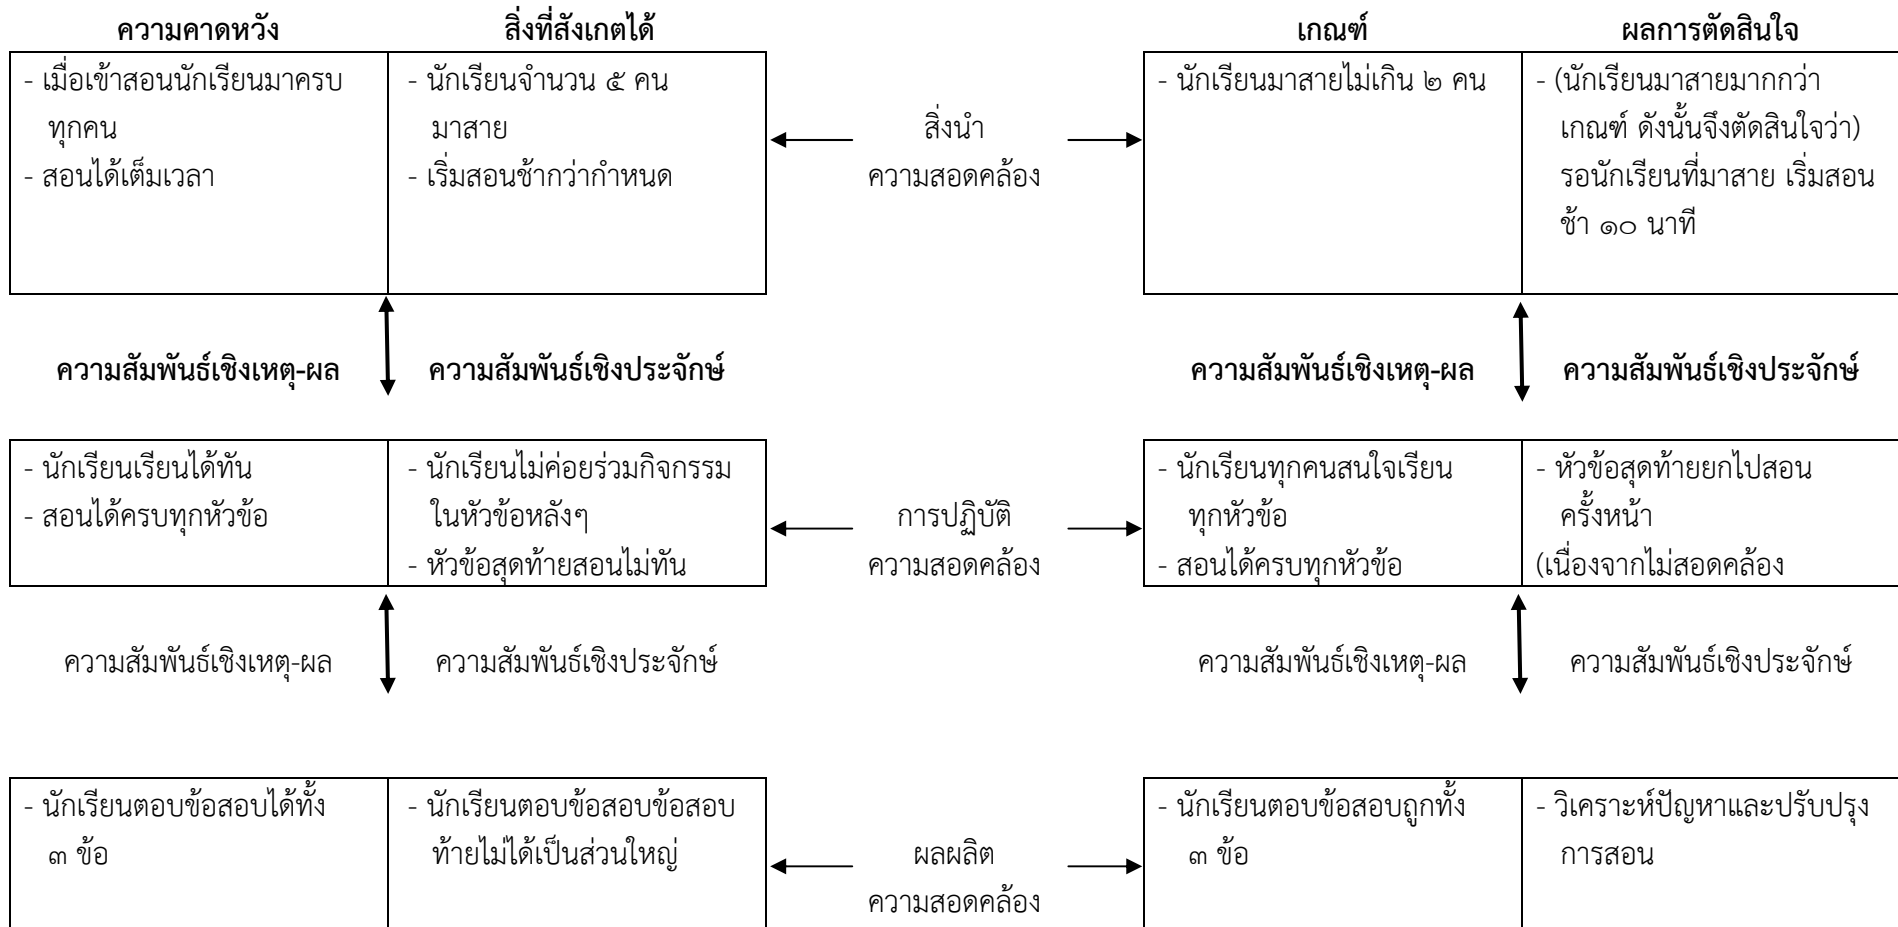 ความคาดหวัง สิ่งที่สังเกตได้ เกณฑ์ ผลการตัดสินใจ
- เมื่อเข้าสอนนักเรียนมาครบ
ทุกคน
- สอนได้เต็มเวลา
- นักเรียนจำนวน ๕ คน
มาสาย
- เริ่มสอนช้ากว่ากำหนด
สิ่งนำ
ความสอดคล้อง
- นักเรียนมาสายไม่เกิน ๒ คน
- (นักเรียนมาสายมากกว่า
เกณฑ์ ดังนั้นจึงตัดสินใจว่า)
รอนักเรียนที่มาสาย เริ่มสอน
ช้า ๑๐ นาที
ความสัมพันธ์เชิงเหตุ-ผล ความสัมพันธ์เชิงประจักษ์ ความสัมพันธ์เชิงเหตุ-ผล ความสัมพันธ์เชิงประจักษ์
- นักเรียนเรียนได้ทัน
- สอนได้ครบทุกหัวข้อ
- นักเรียนไม่ค่อยร่วมกิจกรรม
ในหัวข้อหลังๆ
- หัวข้อสุดท้ายสอนไม่ทัน
การปฏิบัติ
ความสอดคล้อง
- นักเรียนทุกคนสนใจเรียน
ทุกหัวข้อ
- สอนได้ครบทุกหัวข้อ
- หัวข้อสุดท้ายยกไปสอน
ครั้งหน้า
(เนื่องจากไม่สอดคล้อง
ความสัมพันธ์เชิงเหตุ-ผล ความสัมพันธ์เชิงประจักษ์ ความสัมพันธ์เชิงเหตุ-ผล ความสัมพันธ์เชิงประจักษ์
- นักเรียนตอบข้อสอบได้ทั้ง
๓ ข้อ
- นักเรียนตอบข้อสอบข้อสอบ
ท้ายไม่ได้เป็นส่วนใหญ่
ผลผลิต
ความสอดคล้อง
- นักเรียนตอบข้อสอบถูกทั้ง
๓ ข้อ
- วิเคราะห์ปัญหาและปรับปรุง
การสอน